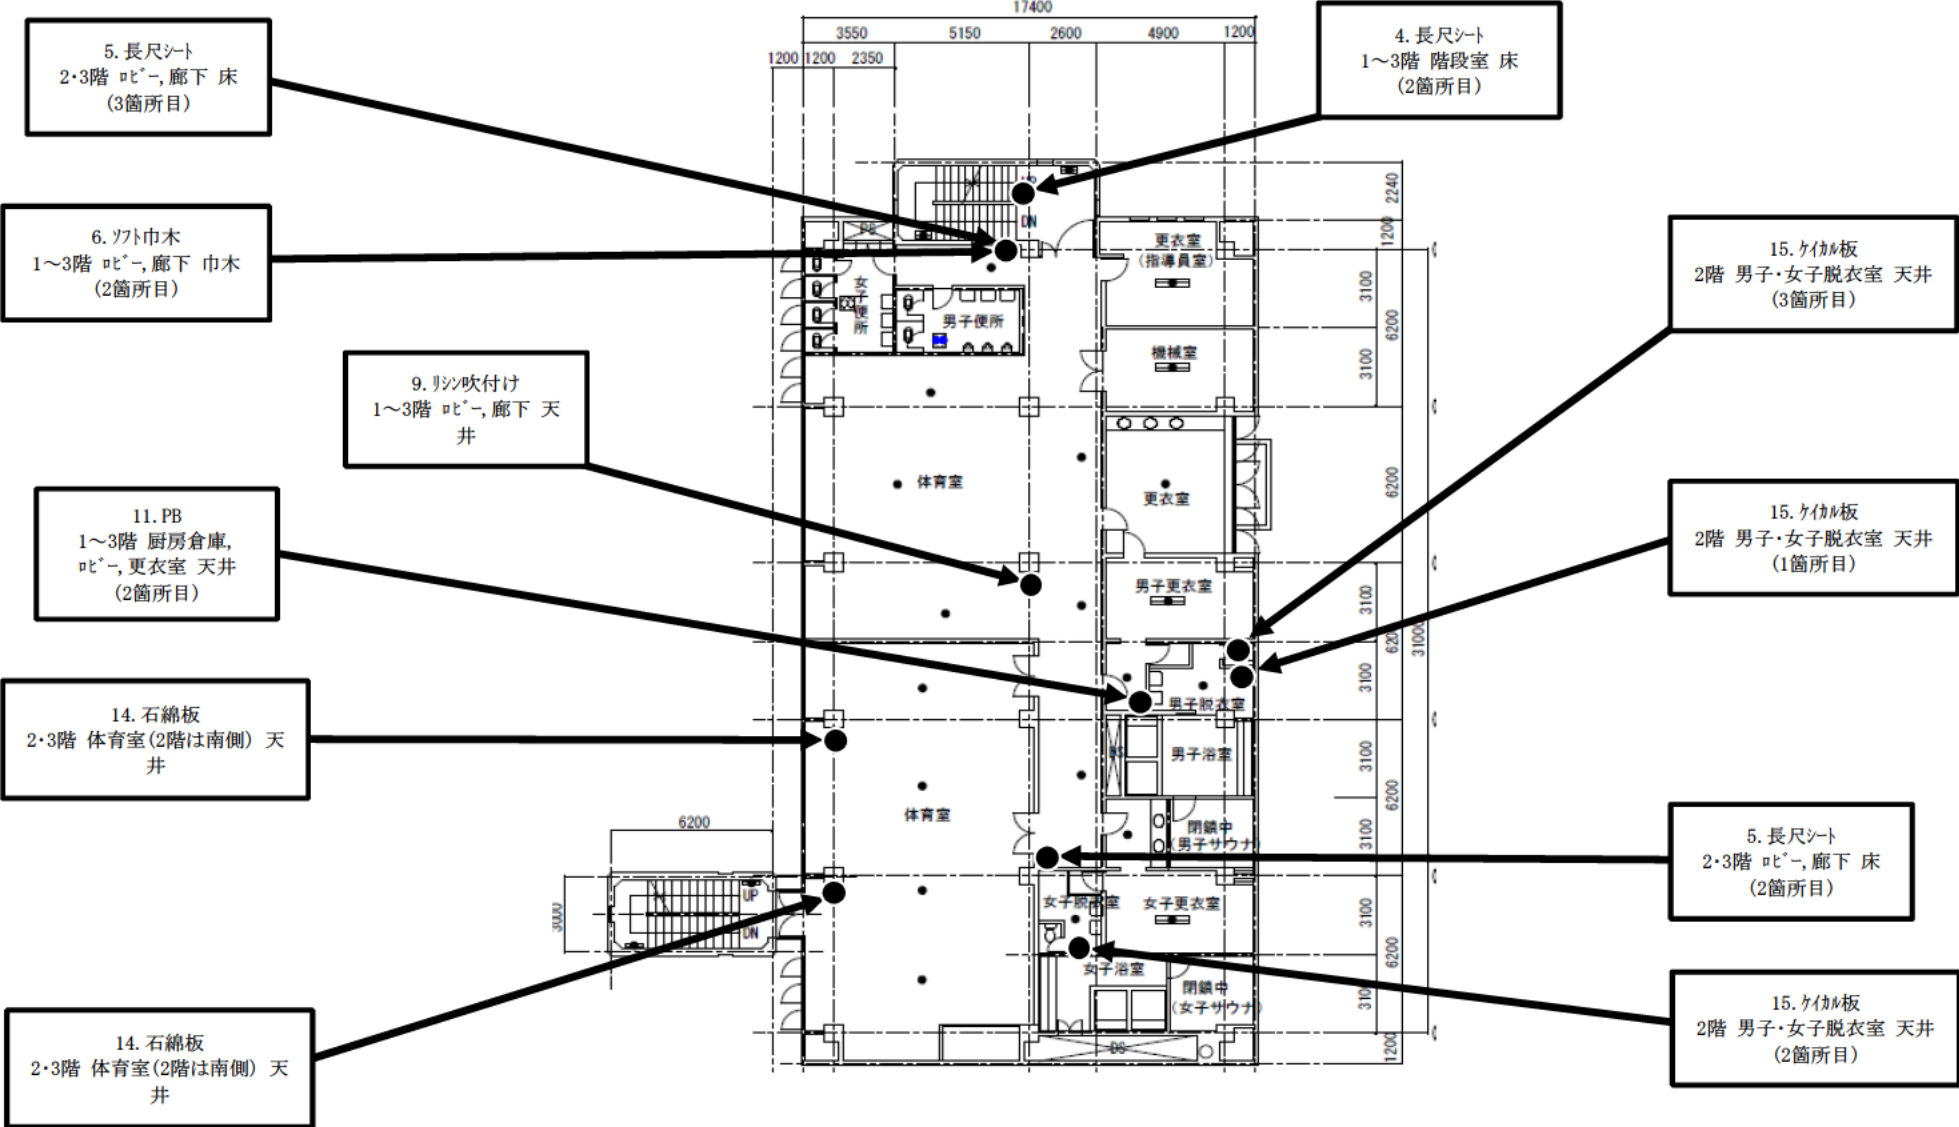 17400
3550 5150 2600 4900 1200
1200 1200 2350
5.長尺シート
2・3階 ﾛﾋﾞｰ,廊下 床
(3箇所目)
4.長尺シート
1～3階 階段室 床
(2箇所目)
6.ソフト巾木
1～3階 ﾛﾋﾞｰ,廊下 巾木
(2箇所目)
15.ケイカル板
2階 男子・女子脱衣室 天井
(3箇所目)
9.リシン吹付け
1～3階 ﾛﾋﾞｰ,廊下 天
井
11.PB
1～3階 厨房倉庫,
ﾛﾋﾞｰ,更衣室 天井
(2箇所目)
15.ケイカル板
2階 男子・女子脱衣室 天井
(1箇所目)
14.石綿板
2・3階 体育室(2階は南側) 天
井
5.長尺シート
2・3階 ﾛﾋﾞｰ,廊下 床
(2箇所目)
14.石綿板
2・3階 体育室(2階は南側) 天
井
15.ケイカル板
2階 男子・女子脱衣室 天井
(2箇所目)
DN
PS
更衣室
(指導員室)
女子便所
男子便所
機械室
体育室
更衣室
男子更衣室
男子脱衣室
DS
男子浴室
体育室
閉鎖中
(男子サウナ)
女子脱衣室
女子更衣室
女子浴室
閉鎖中
(女子サウナ)
DS
UP
DN
6200
3000
2240
1200
3100
6200
3100
6200
3100
6200
31000
3100
3100
6200
3100
3100
6200
3100
1200